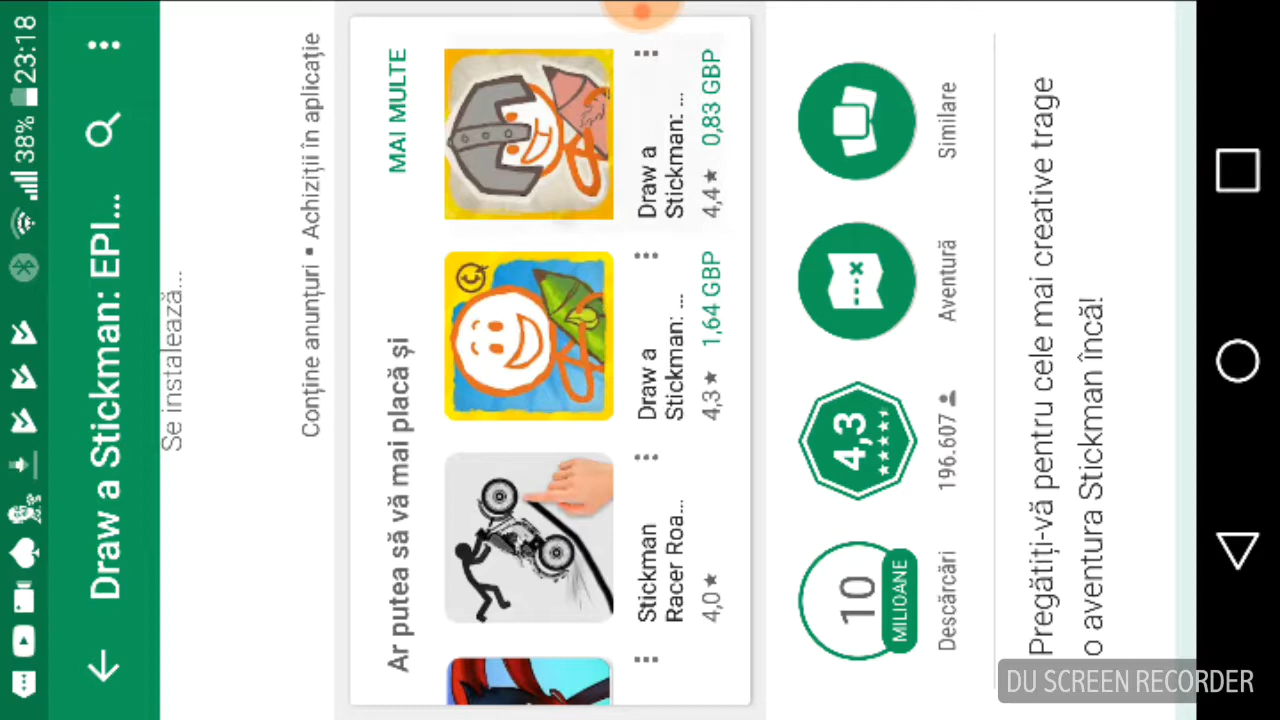 38% 23:18
Draw a Stickman: EPI...
Se instalează...
Conține anunțuri • Achiziții în aplicație
Ar putea să vă mai placă și
MAI MULTE
Stickman
Racer Roa...
4,0★
Draw a
Stickman: ...
4,3★ 1,64 GBP
Draw a
Stickman: ...
4,4★ 0,83 GBP
10
MILIOANE
Descărcări
4,3
196.607
Aventură
Similare
Pregătiți-vă pentru cele mai creative trage
o aventura Stickman încă!
DU SCREEN RECORDER